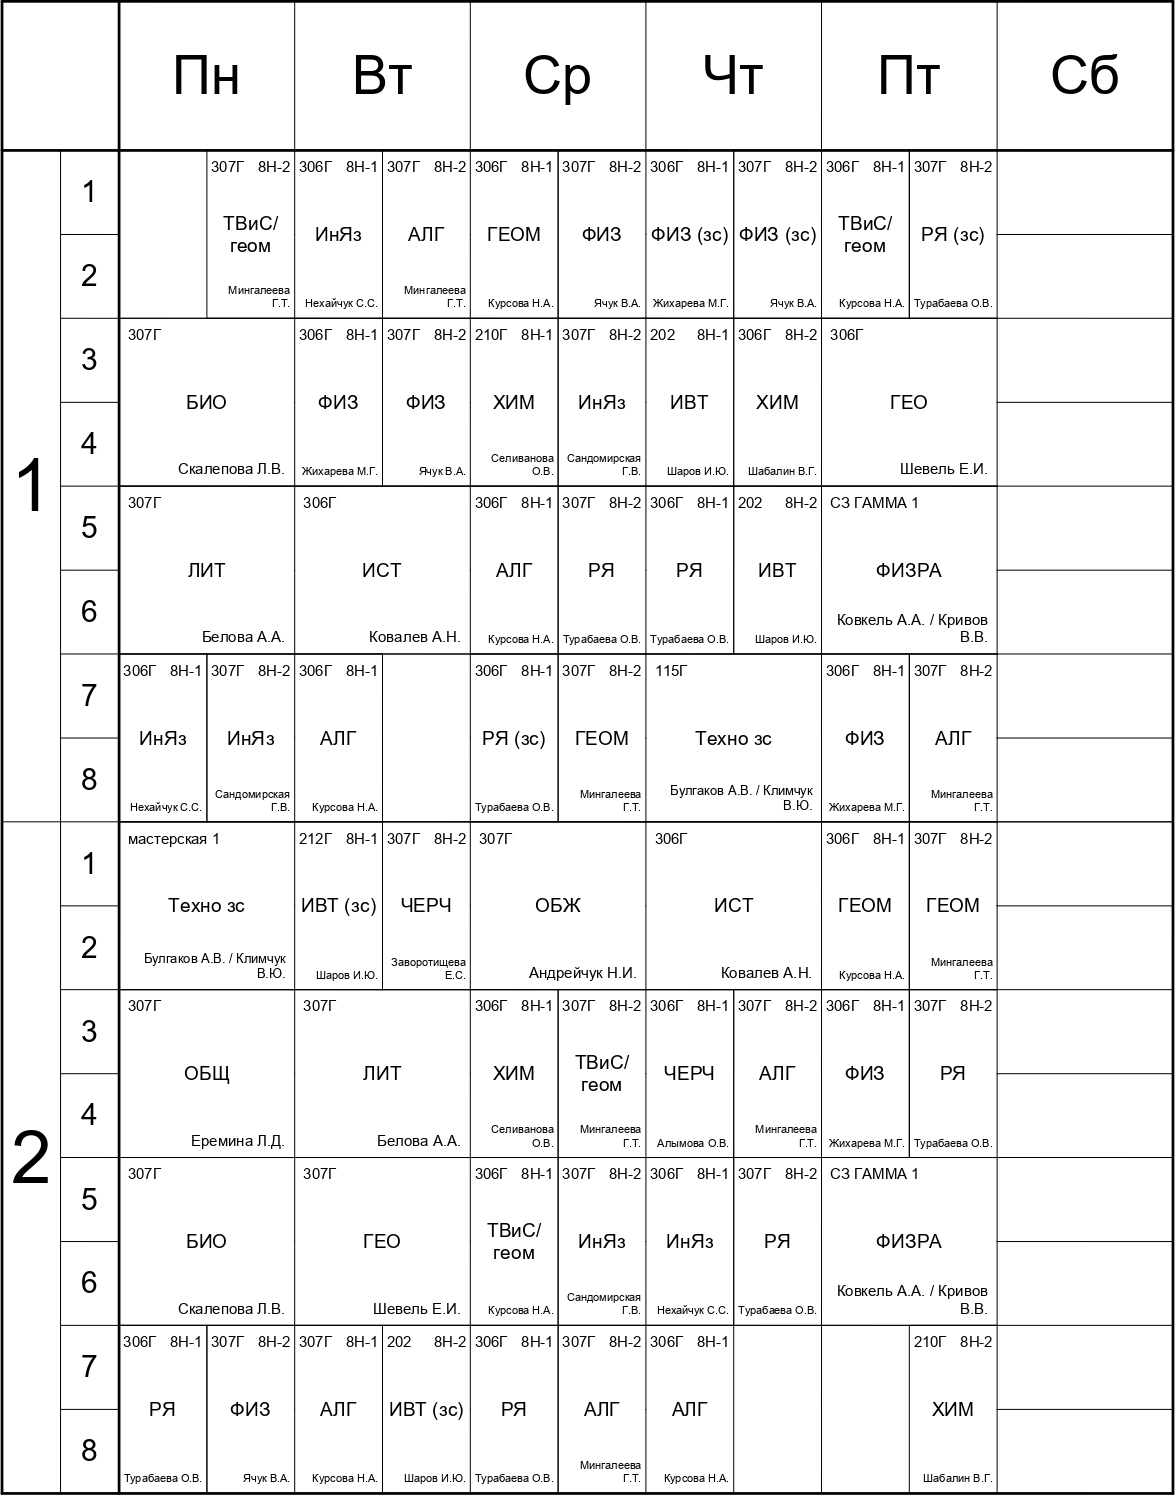 Пн Вт Ср Чт Пт Сб
1
1
2
307Г 8Н-2 306Г 8Н-1 307Г 8Н-2 306Г 8Н-1 307Г 8Н-2 306Г 8Н-1 307Г 8Н-2 306Г 8Н-1 307Г 8Н-2
ТВиС/
геом
ИнЯз АЛГ ГЕОМ ФИЗ ФИЗ (зс) ФИЗ (зс)
ТВиС/
геом
РЯ (зс)
Мингалеева
Г.Т.
Нехайчук С.С.
Мингалеева
Г.Т.
Курсова Н.А. Ячук В.А. Жихарева М.Г. Ячук В.А. Курсова Н.А. Турабаева О.В.
3
4
307Г 306Г 8Н-1 307Г 8Н-2 210Г 8Н-1 307Г 8Н-2 202 8Н-1 306Г 8Н-2 306Г
БИО ФИЗ ФИЗ ХИМ ИнЯз ИВТ ХИМ ГЕО
Скалепова Л.В. Жихарева М.Г. Ячук В.А.
Селиванова
О.В.
Сандомирская
Г.В.
Шаров И.Ю. Шабалин В.Г. Шевель Е.И.
5
6
307Г 306Г 306Г 8Н-1 307Г 8Н-2 306Г 8Н-1 202 8Н-2 СЗ ГАММА 1
ЛИТ ИСТ АЛГ РЯ РЯ ИВТ ФИЗРА
Белова А.А. Ковалев А.Н. Курсова Н.А. Турабаева О.В. Турабаева О.В. Шаров И.Ю.
Ковкель А.А. / Кривов
В.В.
7
8
306Г 8Н-1 307Г 8Н-2 306Г 8Н-1 306Г 8Н-1 307Г 8Н-2 115Г 306Г 8Н-1 307Г 8Н-2
ИнЯз ИнЯз АЛГ РЯ (зс) ГЕОМ Техно зс ФИЗ АЛГ
Нехайчук С.С.
Сандомирская
Г.В.
Курсова Н.А. Турабаева О.В.
Мингалеева
Г.Т.
Булгаков А.В. / Климчук
В.Ю.
Жихарева М.Г.
Мингалеева
Г.Т.
2
1
2
мастерская 1 212Г 8Н-1 307Г 8Н-2 307Г 306Г 306Г 8Н-1 307Г 8Н-2
Техно зс ИВТ (зс) ЧЕРЧ ОБЖ ИСТ ГЕОМ ГЕОМ
Булгаков А.В. / Климчук
В.Ю.
Шаров И.Ю.
Заворотищева
Е.С.
Андрейчук Н.И. Ковалев А.Н. Курсова Н.А.
Мингалеева
Г.Т.
3
4
307Г 307Г 306Г 8Н-1 307Г 8Н-2 306Г 8Н-1 307Г 8Н-2 306Г 8Н-1 307Г 8Н-2
ОБЩ ЛИТ ХИМ
ТВиС/
геом
ЧЕРЧ АЛГ ФИЗ РЯ
Еремина Л.Д. Белова А.А.
Селиванова
О.В.
Мингалеева
Г.Т.
Алымова О.В.
Мингалеева
Г.Т.
Жихарева М.Г. Турабаева О.В.
5
6
307Г 307Г 306Г 8Н-1 307Г 8Н-2 306Г 8Н-1 307Г 8Н-2 СЗ ГАММА 1
БИО ГЕО
ТВиС/
геом
ИнЯз ИнЯз РЯ ФИЗРА
Скалепова Л.В. Шевель Е.И. Курсова Н.А.
Сандомирская
Г.В.
Нехайчук С.С. Турабаева О.В.
Ковкель А.А. / Кривов
В.В.
7
8
306Г 8Н-1 307Г 8Н-2 307Г 8Н-1 202 8Н-2 306Г 8Н-1 307Г 8Н-2 306Г 8Н-1 210Г 8Н-2
РЯ ФИЗ АЛГ ИВТ (зс) РЯ АЛГ АЛГ ХИМ
Турабаева О.В. Ячук В.А. Курсова Н.А. Шаров И.Ю. Турабаева О.В.
Мингалеева
Г.Т.
Курсова Н.А. Шабалин В.Г.